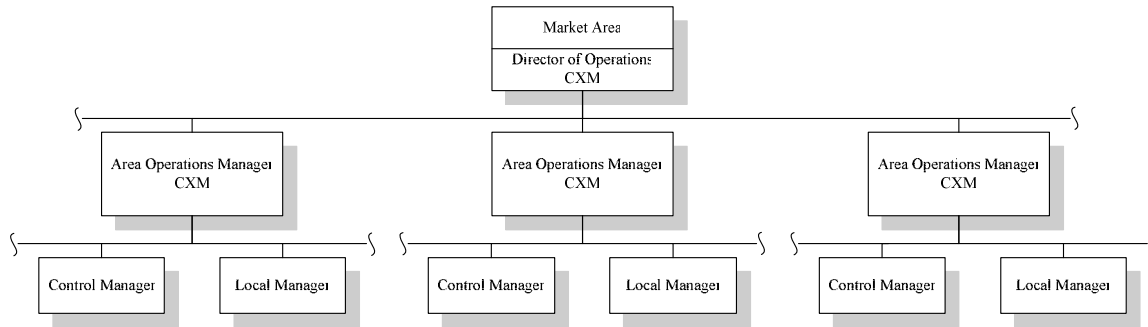 Market Area
Director of Operations
CXM
Area Operations Manager
CXM
Area Operations Manager
CXM
Area Operations Manager
CXM
Control Manager
Local Manager
Control Manager
Local Manager
Control Manager
Local Manager